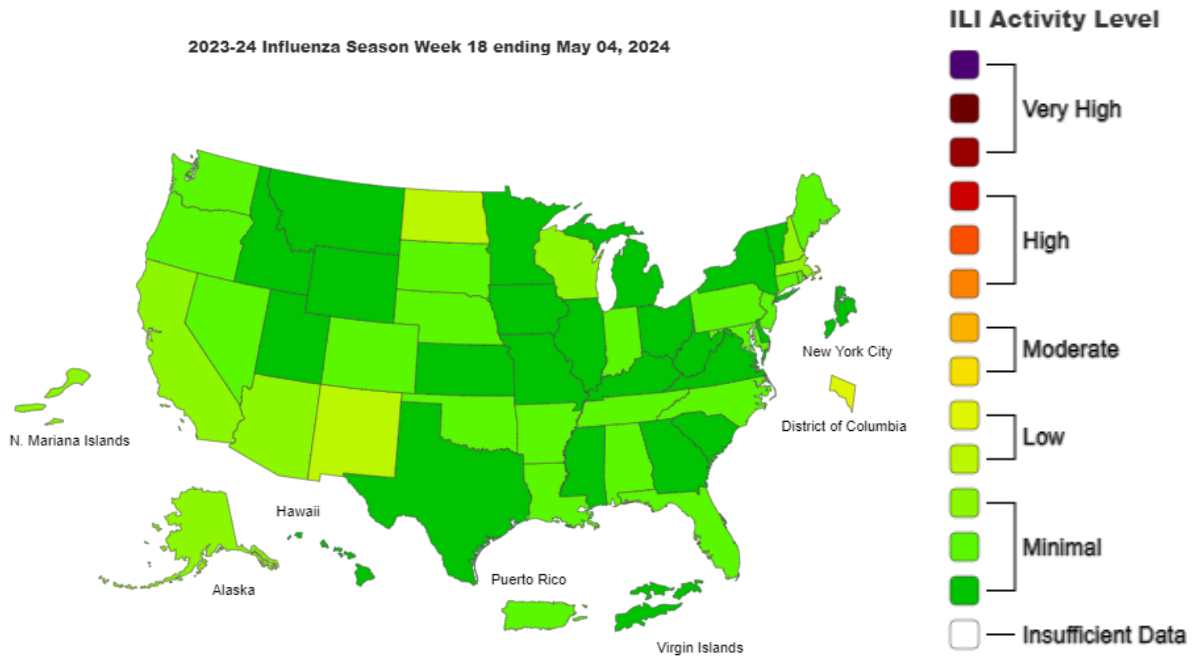 2023-24 Influenza Season Week 18 ending May 04, 2024
ILI Activity Level
Very High
High
Moderate
Low
Minimal
Insufficient Data
New York City
District of Columbia
N. Mariana Islands
Hawaii
Alaska
Puerto Rico
Virgin Islands